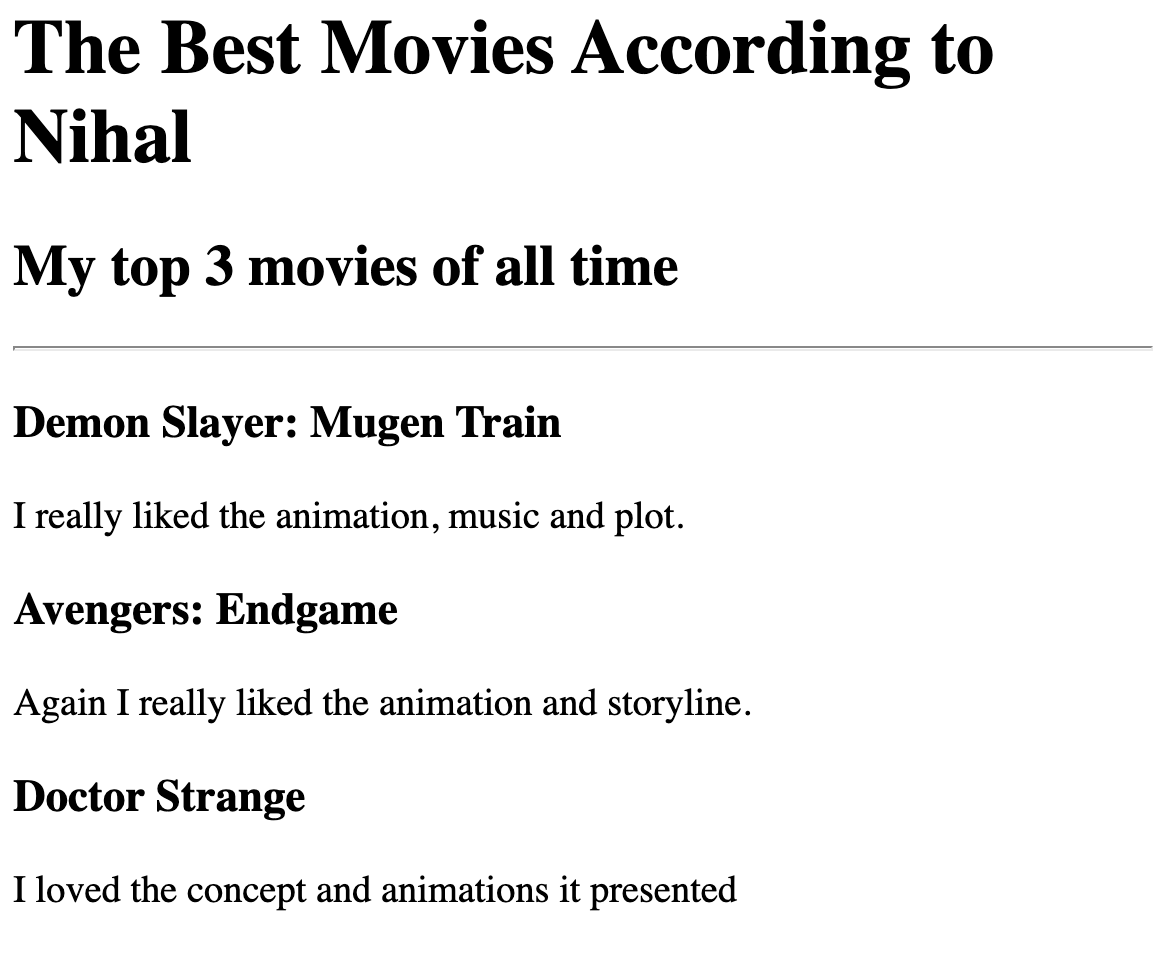 The Best Movies According to
Nihal
My top 3 movies of all time
Demon Slayer: Mugen Train
I really liked the animation, music and plot.
Avengers: Endgame
Again I really liked the animation and storyline.
Doctor Strange
I loved the concept and animations it presented